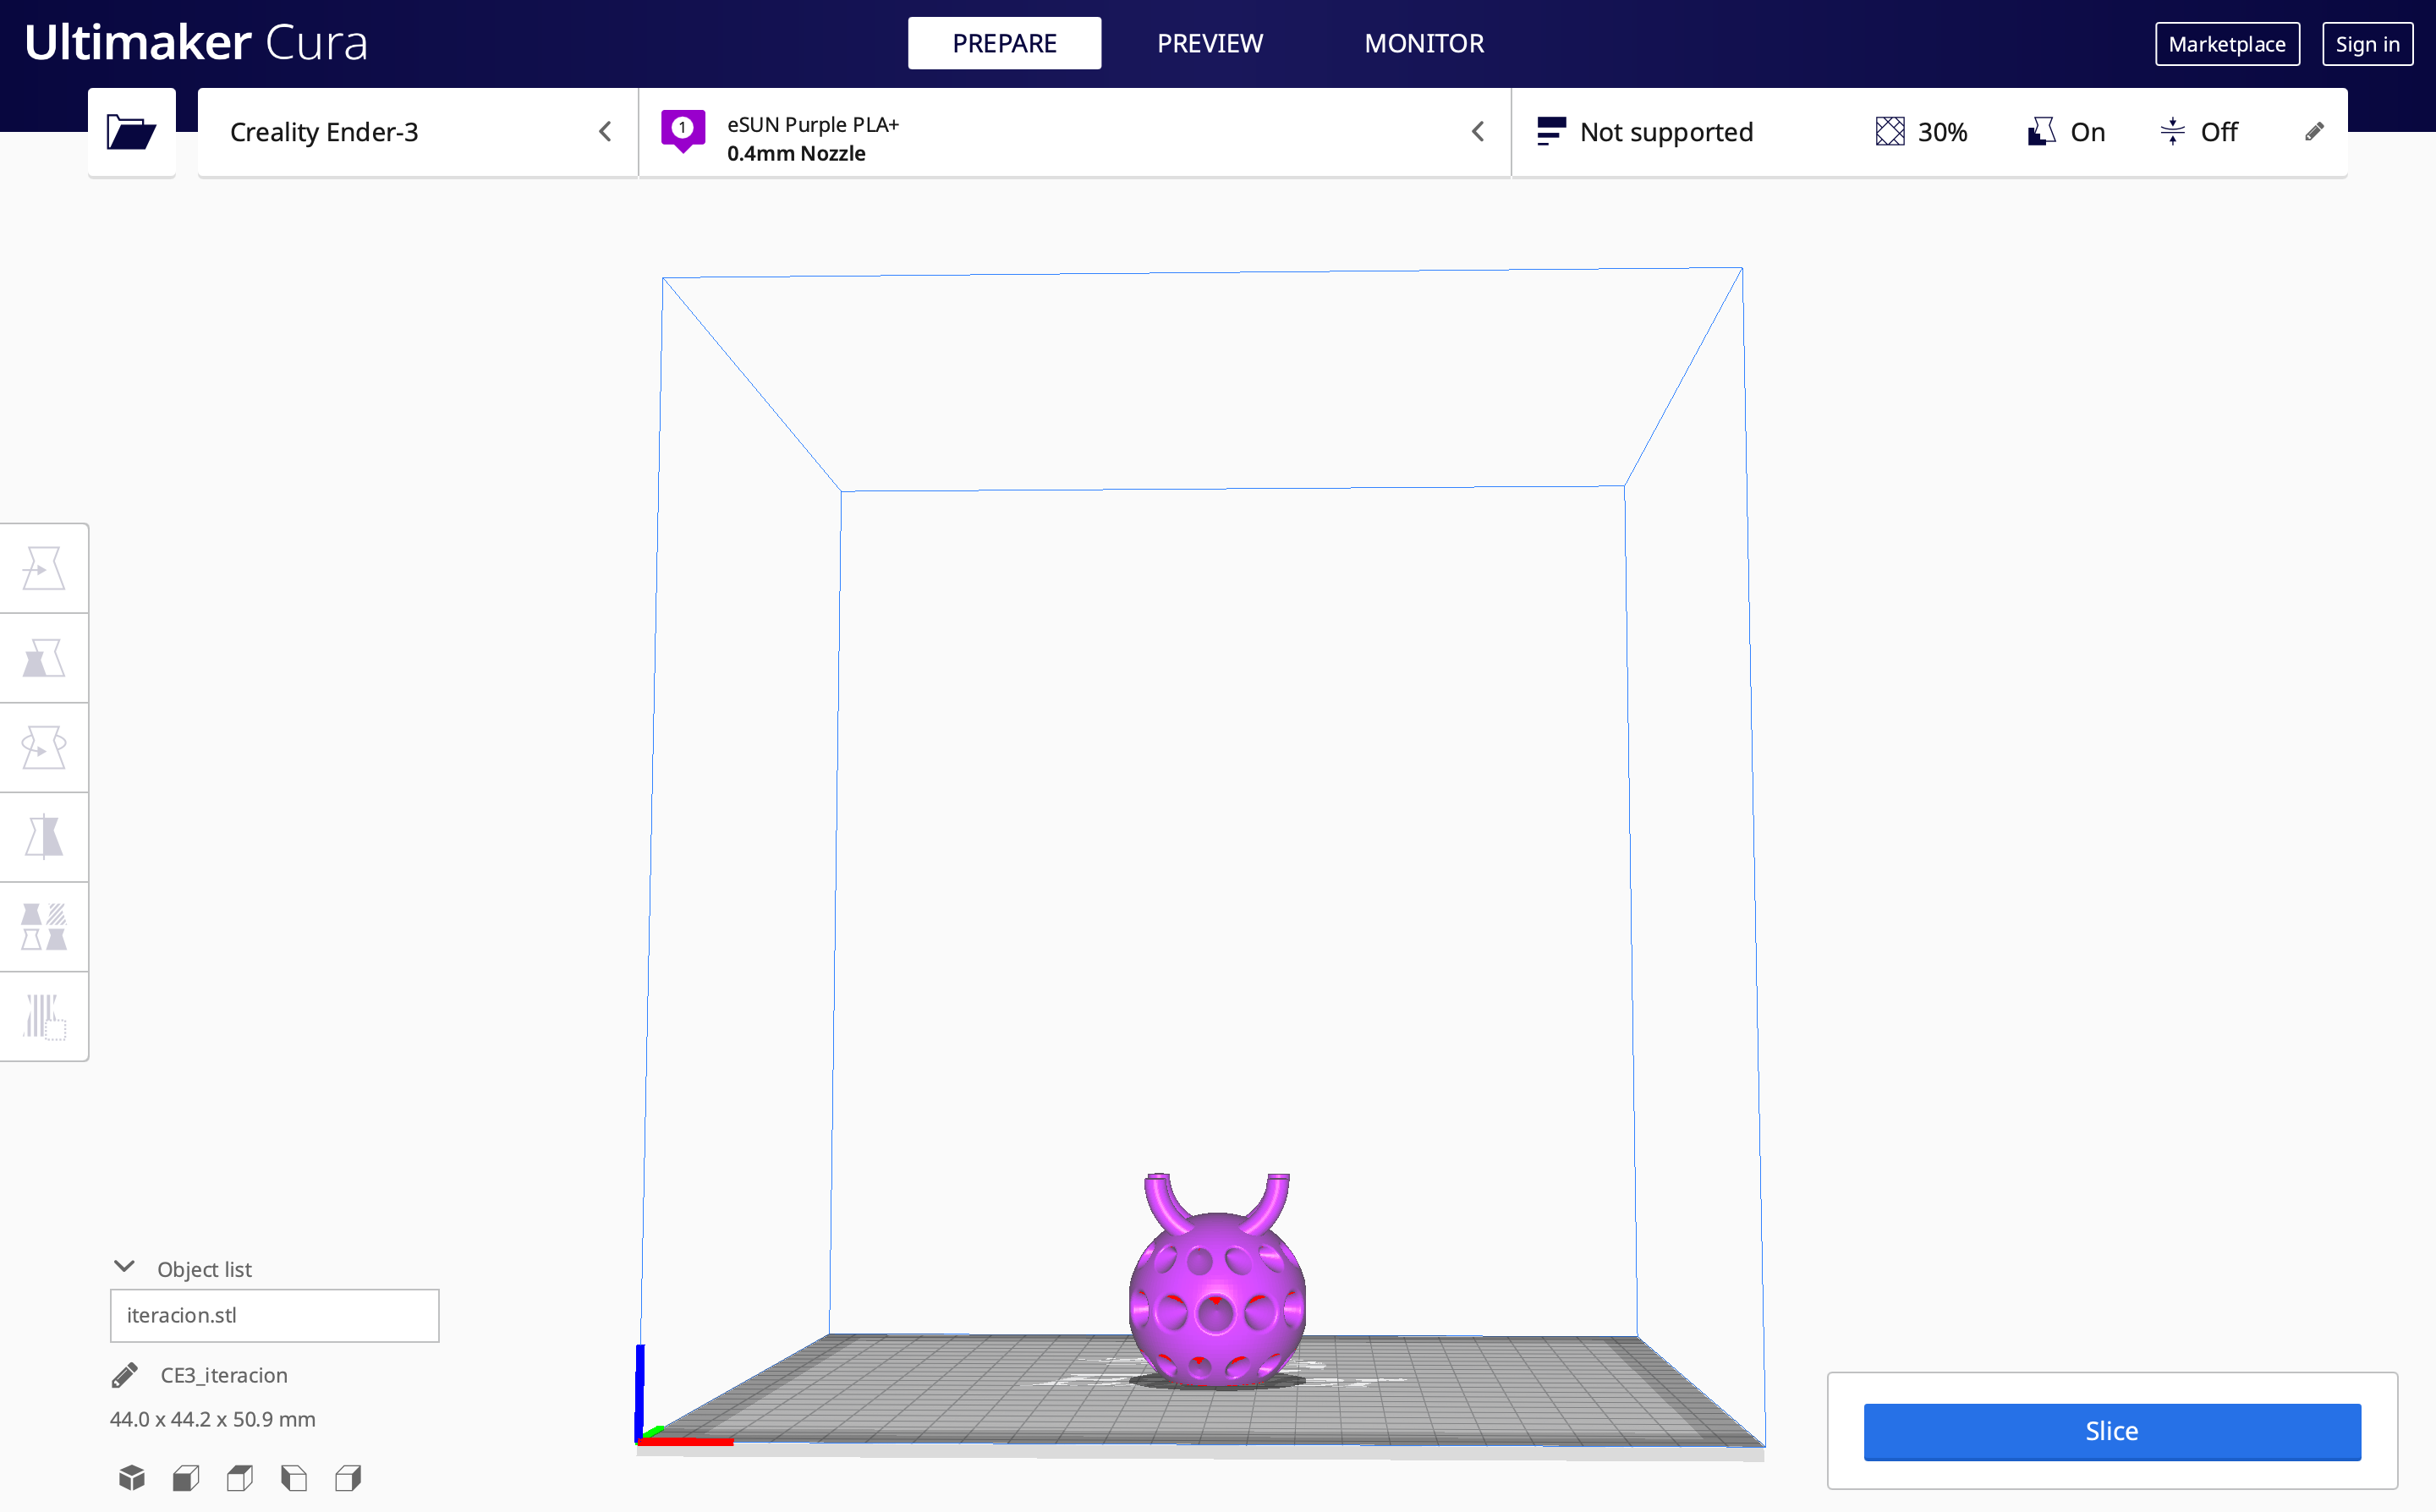 Ultimaker Cura
PREPARE
PREVIEW
MONITOR
Marketplace
Sign in
Creality Ender-3
1
eSUN Purple PLA+
0.4mm Nozzle
Not supported
30%
On
Off
Object list
iteracion.stl
CE3_iteracion
44.0 x 44.2 x 50.9 mm
Slice